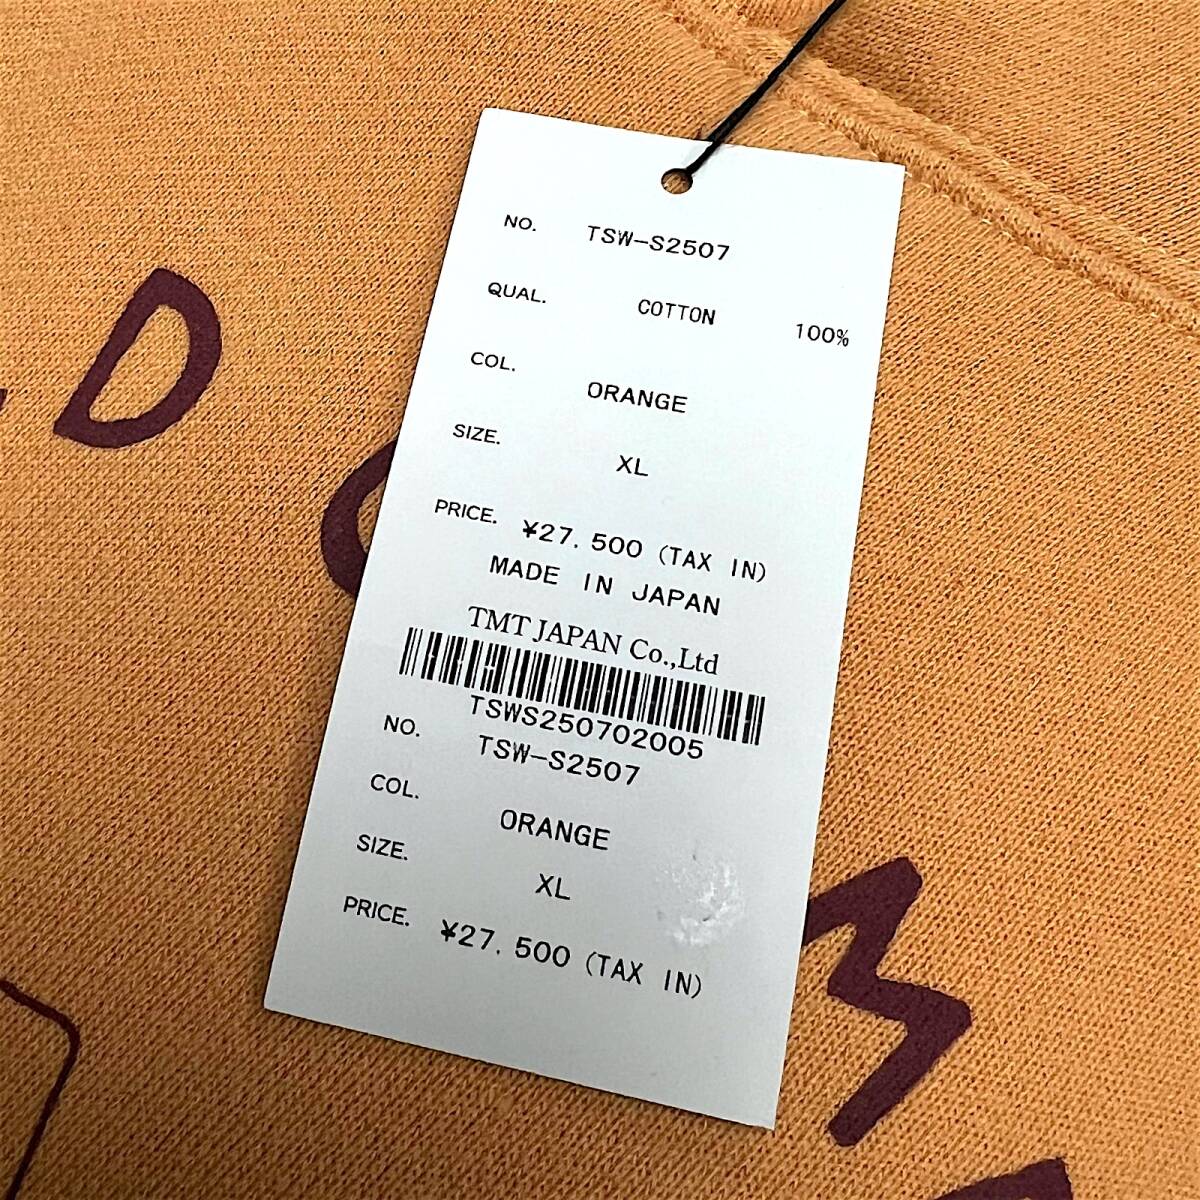 NO. TSW-S2507
QUAL. COTTON 100%
COL. ORANGE
SIZE. XL
PRICE. ¥27,500 (TAX IN)
MADE IN JAPAN
TMT JAPAN Co.,Ltd
TSWS250702005
NO. TSW-S2507
COL. ORANGE
SIZE. XL
PRICE. ¥27,500 (TAX IN)
D
M